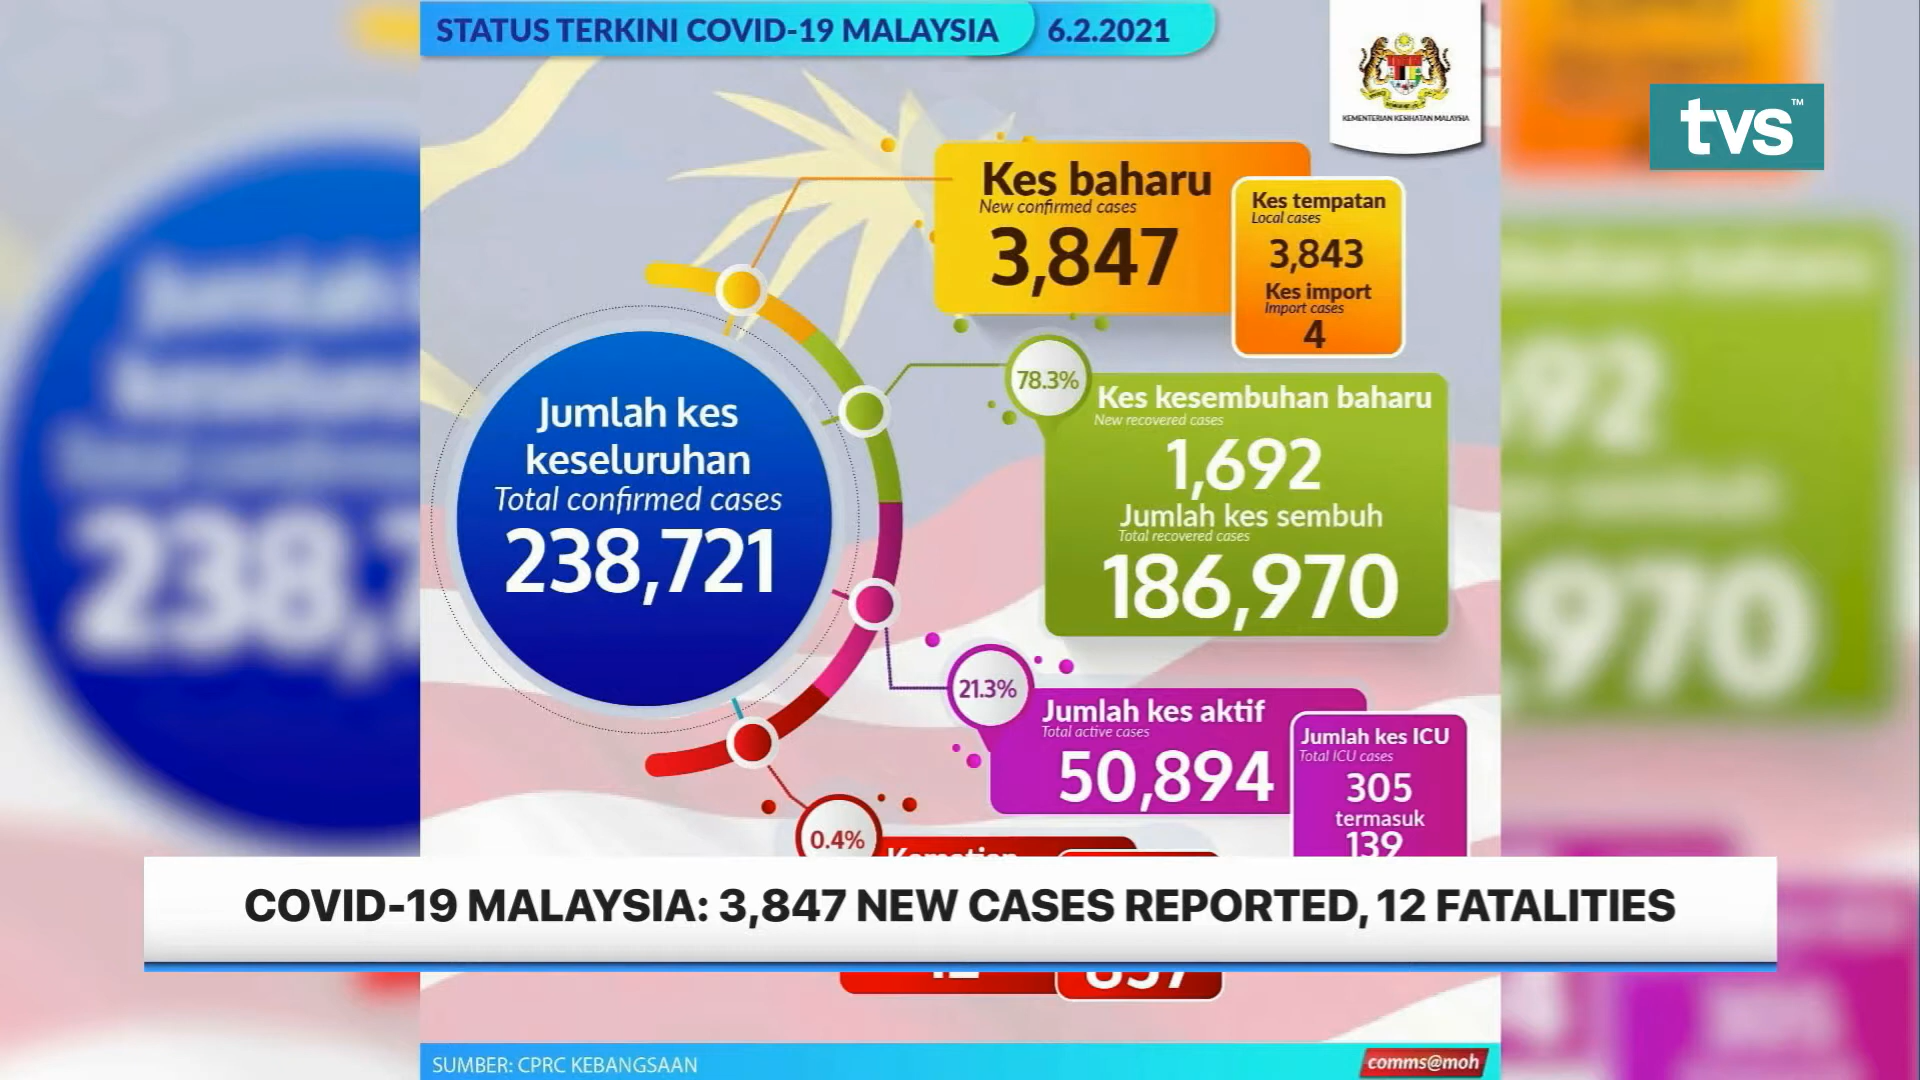 STATUS TERKINI COVID-19 MALAYSIA 6.2.2021
KEMENTERIAN KESIHATAN MALAYSIA
tvs™
Kes baharu
New confirmed cases
3,847
Kes tempatan
Local cases
3,843
Kes import
Import cases
4
Jumlah kes
keseluruhan
Total confirmed cases
238,721
78.3%
Kes kesembuhan baharu
New recovered cases
1,692
Jumlah kes sembuh
Total recovered cases
186,970
21.3%
Jumlah kes aktif
Total active cases
50,894
Jumlah kes ICU
Total ICU cases
305
termasuk
139
0.4%
COVID-19 MALAYSIA: 3,847 NEW CASES REPORTED, 12 FATALITIES
SUMBER: CPRC KEBANGSAAN
comms@moh